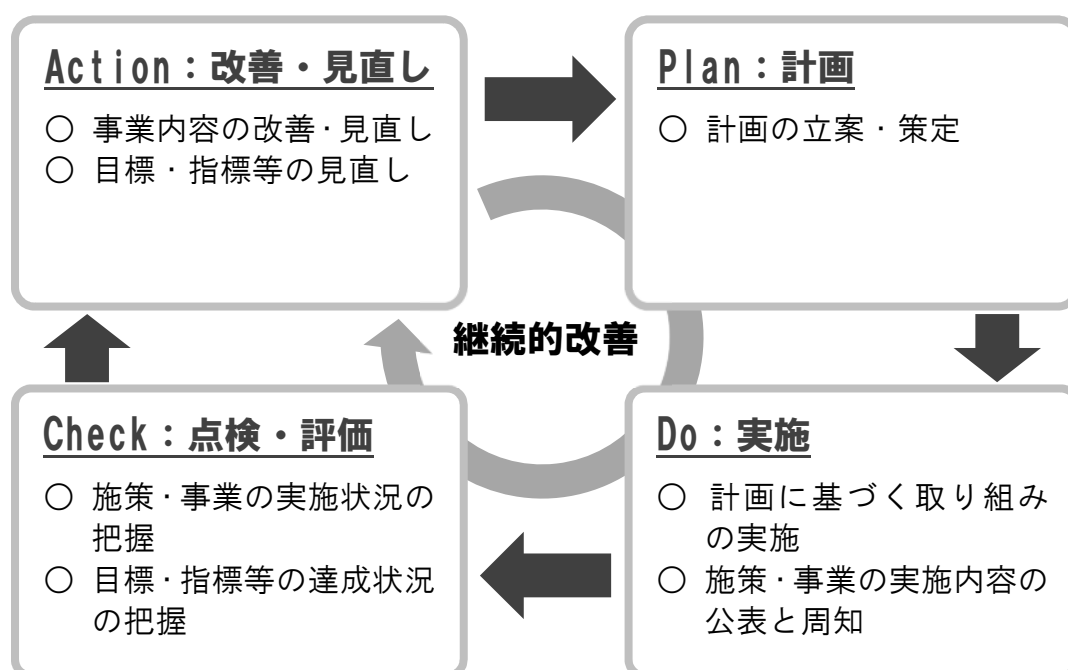 Action：改善・見直し
○ 事業内容の改善・見直し
○ 目標・指標等の見直し
Plan：計画
○ 計画の立案・策定
継続的改善
Check：点検・評価
○ 施策・事業の実施状況の
把握
○ 目標・指標等の達成状況
の把握
Do：実施
○ 計画に基づく取り組み
の実施
○ 施策・事業の実施内容の
公表と周知